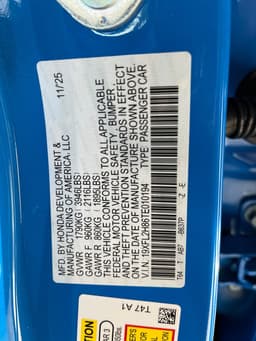 11/25
MFD. BY HONDA DEVELOPMENT &
MANUFACTURING OF AMERICA, LLC
GVWR 1790KG( 3946LBS)
GAWR F 960KG ( 2116LBS)
GAWR R 860KG ( 1896LBS)
THIS VEHICLE CONFORMS TO ALL APPLICABLE
FEDERAL MOTOR VEHICLE SAFETY, BUMPER,
AND THEFT PREVENTION STANDARDS IN EFFECT
ON THE DATE OF MANUFACTURE SHOWN ABOVE.
V.I.N.: 19XFL2H86TE010194 TYPE: PASSENGER CAR
T47 A1